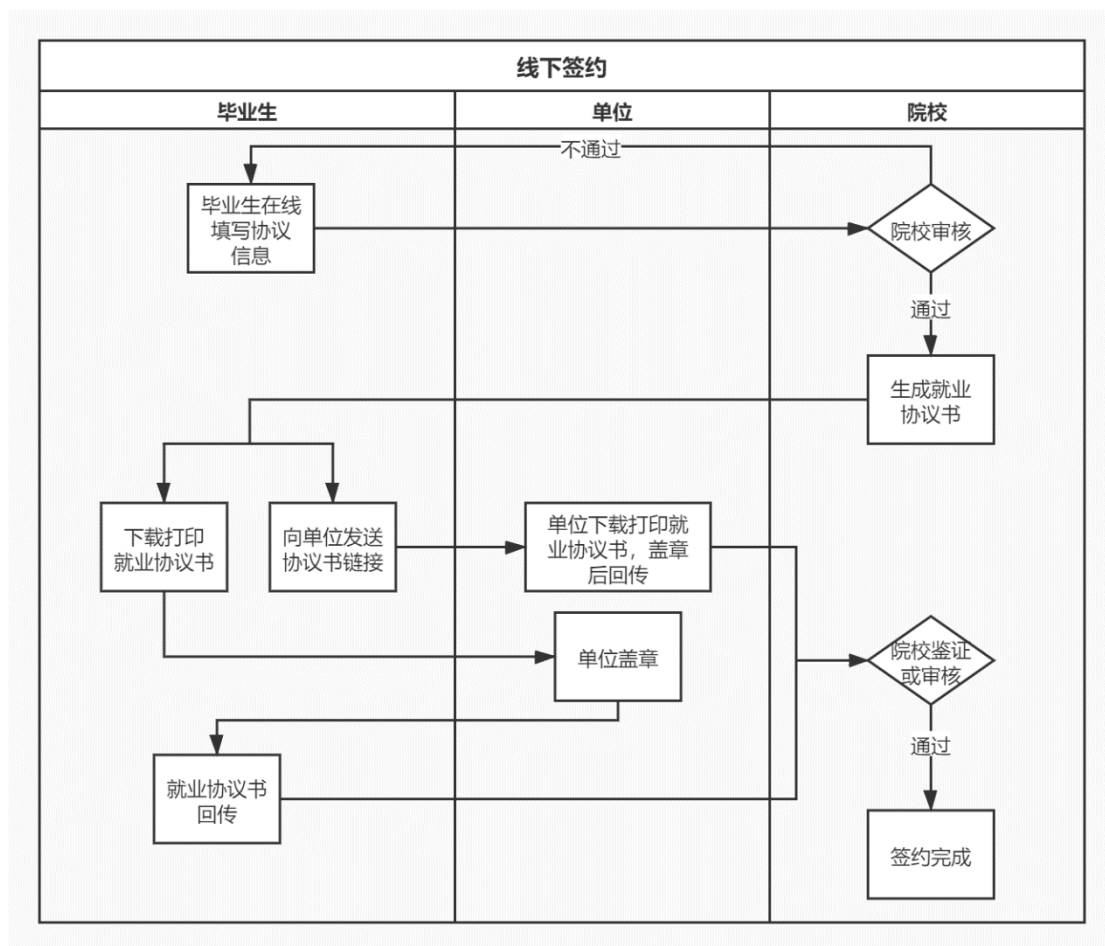 线下签约
毕业生
单位
院校
不通过
毕业生在线
填写协议
信息
院校审核
通过
生成就业
协议书
下载打印
就业协议书
向单位发送
协议书链接
单位下载打印就
业协议书，盖章
后回传
单位盖章
院校鉴证
或审核
通过
就业协议书
回传
签约完成